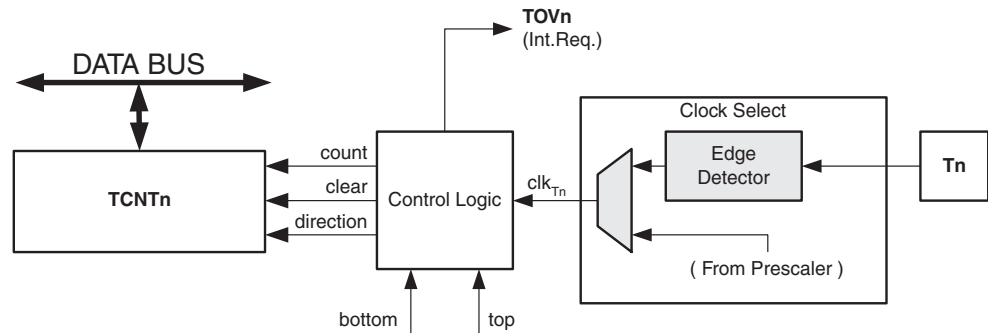 TOVn
(Int.Req.)
DATA BUS
Clock Select
count
Edge
Detector
Tn
TCNTn
clear
Control Logic
clkTn
direction
( From Prescaler )
bottom
top